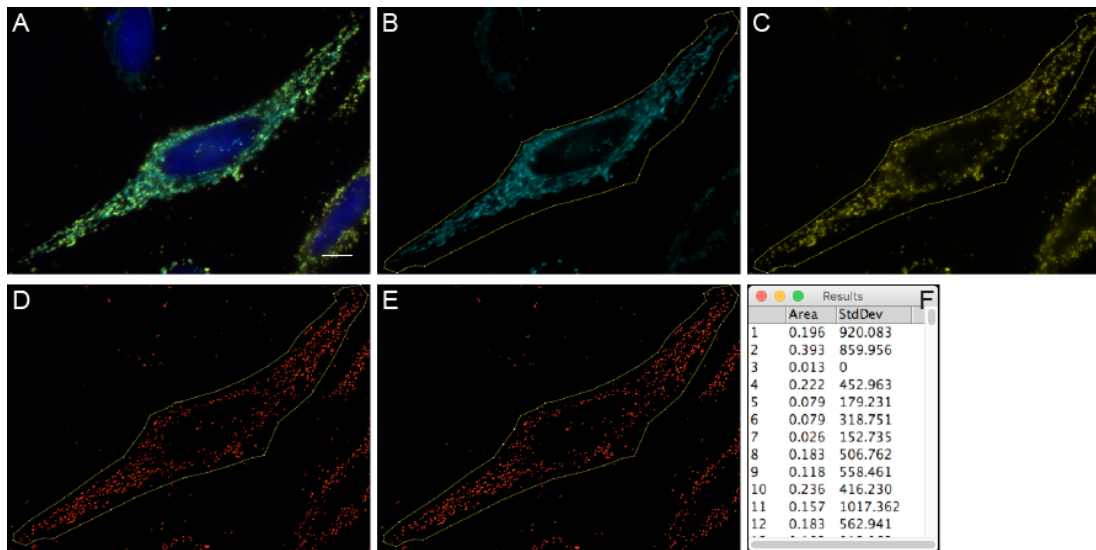 A
B
C
D
E
F
Results
Area StdDev
1 0.196 920.083
2 0.393 859.956
3 0.013 0
4 0.222 452.963
5 0.079 179.231
6 0.079 318.751
7 0.026 152.735
8 0.183 506.762
9 0.118 558.461
10 0.236 416.230
11 0.157 1017.362
12 0.183 562.941